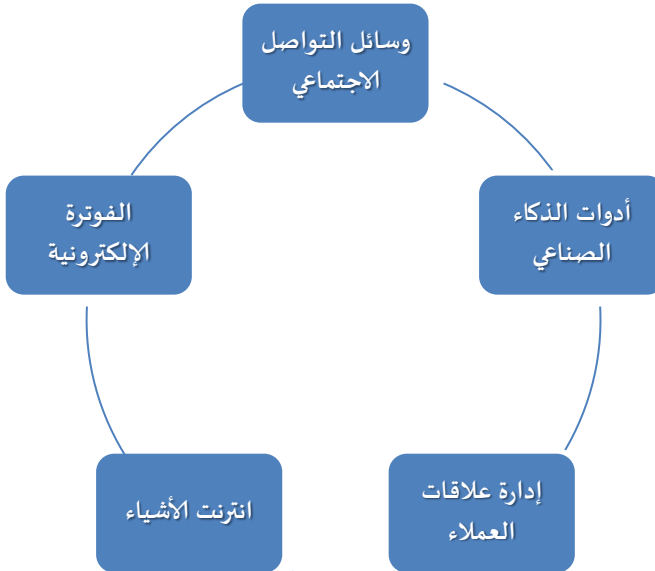 وسائل التواصل
الاجتماعي
أدوات الذكاء
الصناعي
إدارة علاقات
العملاء
انترنت الأشياء
الفوترة
الإلكترونية